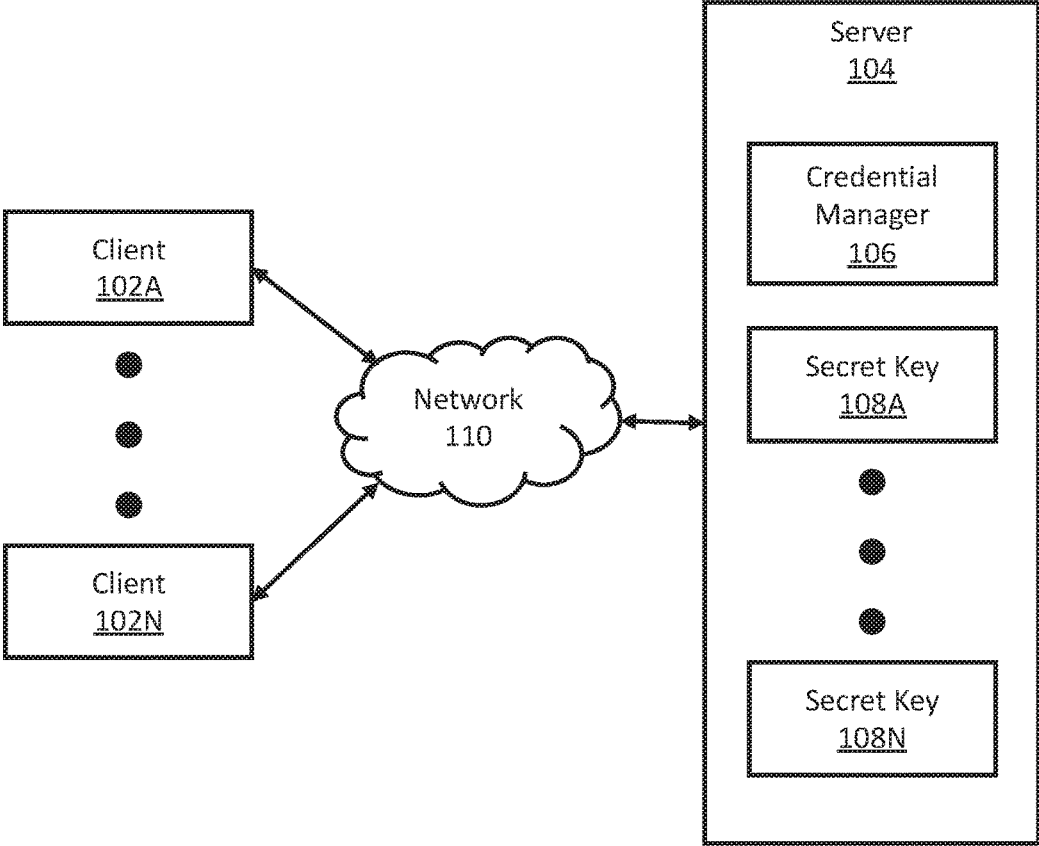 Server
104
Credential
Manager
106
Client
102A
Secret Key
108A
Network
110
Client
102N
Secret Key
108N